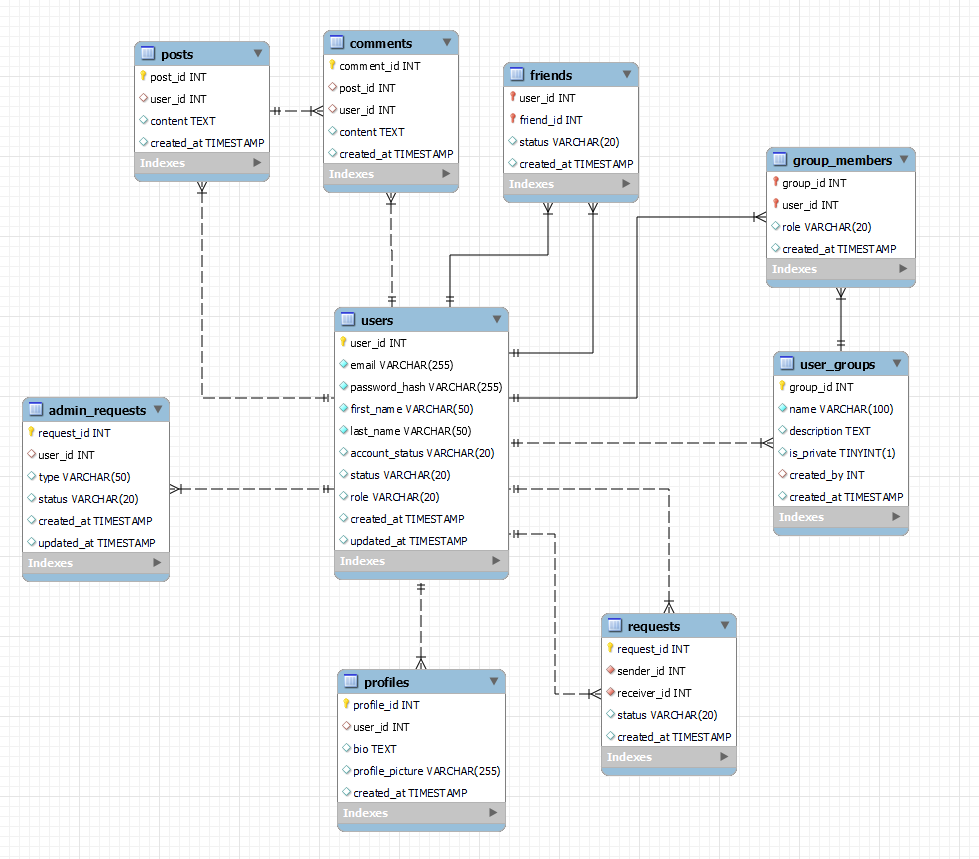 posts
post_id INT
user_id INT
content TEXT
created_at TIMESTAMP
Indexes
comments
comment_id INT
post_id INT
user_id INT
content TEXT
created_at TIMESTAMP
Indexes
friends
user_id INT
friend_id INT
status VARCHAR(20)
created_at TIMESTAMP
Indexes
group_members
group_id INT
user_id INT
role VARCHAR(20)
created_at TIMESTAMP
Indexes
users
user_id INT
email VARCHAR(255)
password_hash VARCHAR(255)
first_name VARCHAR(50)
last_name VARCHAR(50)
account_status VARCHAR(20)
status VARCHAR(20)
role VARCHAR(20)
created_at TIMESTAMP
updated_at TIMESTAMP
Indexes
user_groups
group_id INT
name VARCHAR(100)
description TEXT
is_private TINYINT(1)
created_by INT
created_at TIMESTAMP
Indexes
admin_requests
request_id INT
user_id INT
type VARCHAR(50)
status VARCHAR(20)
created_at TIMESTAMP
updated_at TIMESTAMP
Indexes
requests
request_id INT
sender_id INT
receiver_id INT
status VARCHAR(20)
created_at TIMESTAMP
Indexes
profiles
profile_id INT
user_id INT
bio TEXT
profile_picture VARCHAR(255)
created_at TIMESTAMP
Indexes